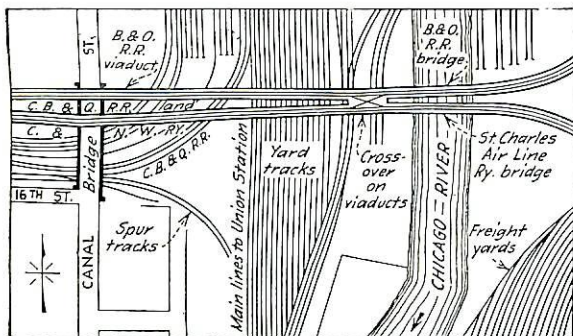 ST.
B.& O.
R.R.
viaduct
B.&O.
R.R.
bridge
C. B. & Q. R.R. and
C. & N. W. RY.
C.B.&Q. R.R.
Bridge
16TH ST.
CANAL
Spur
tracks
Main lines to Union Station
Yard
tracks
Cross-
over on
viaducts
CHICAGO — RIVER
St. Charles
Air Line
Ry. bridge
Freight
yards